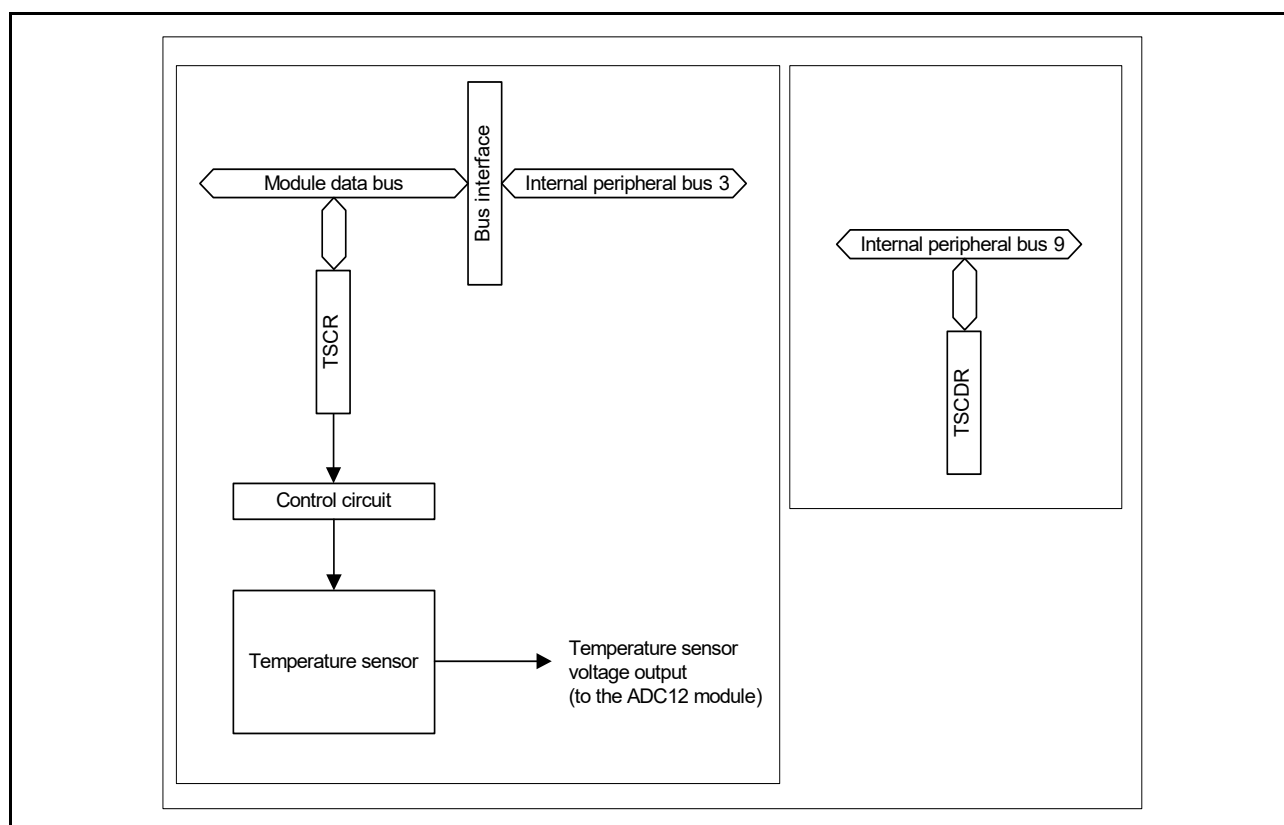 Bus interface
Module data bus
Internal peripheral bus 3
TSCR
Control circuit
Temperature sensor
Temperature sensor
voltage output
(to the ADC12 module)
Internal peripheral bus 9
TSCDR